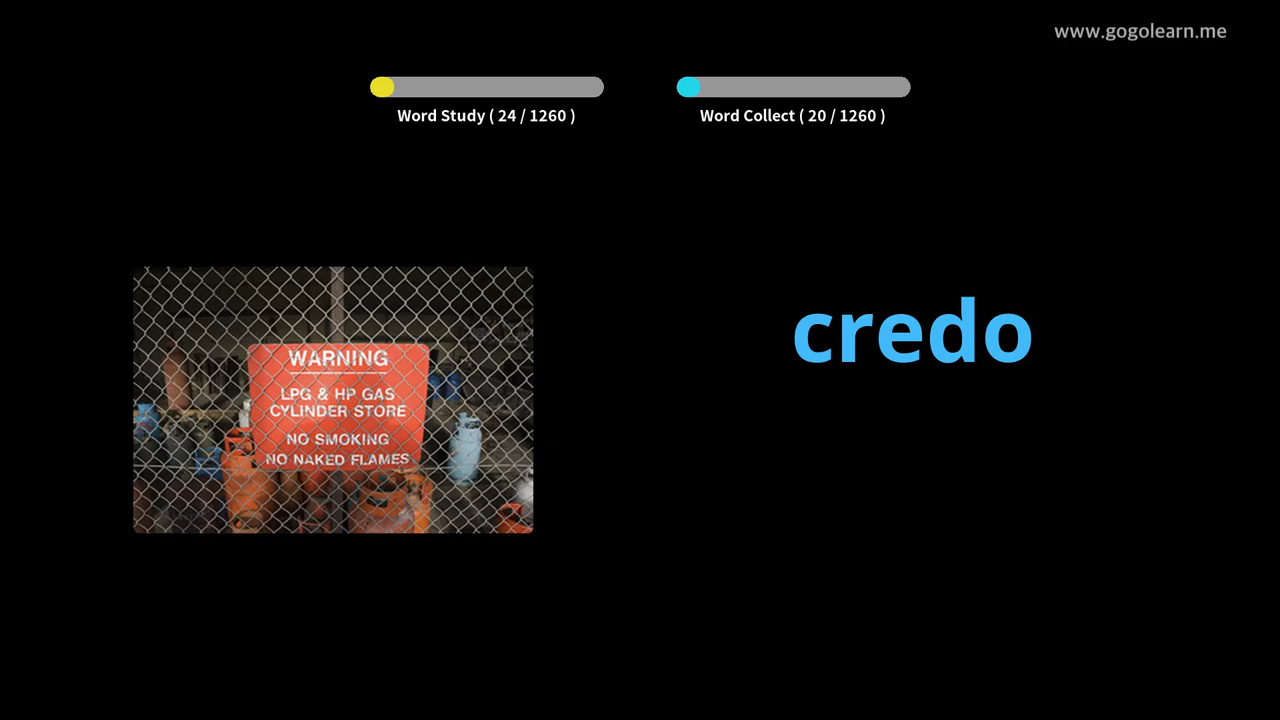 www.gogolearn.me
Word Study ( 24 / 1260 )
Word Collect ( 20 / 1260 )
credo
WARNING
LPG & HP GAS
CYLINDER STORE
NO SMOKING
NO NAKED FLAMES